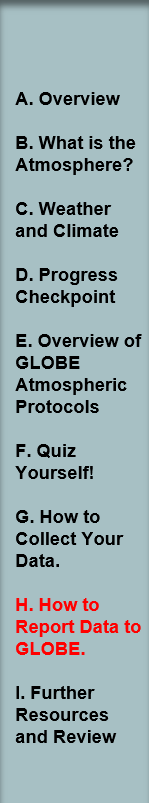 A. Overview
B. What is the
Atmosphere?
C. Weather
and Climate
D. Progress
Checkpoint
E. Overview of
GLOBE
Atmospheric
Protocols
F. Quiz
Yourself!
G. How to
Collect Your
Data.
H. How to
Report Data to
GLOBE.
I. Further
Resources
and Review